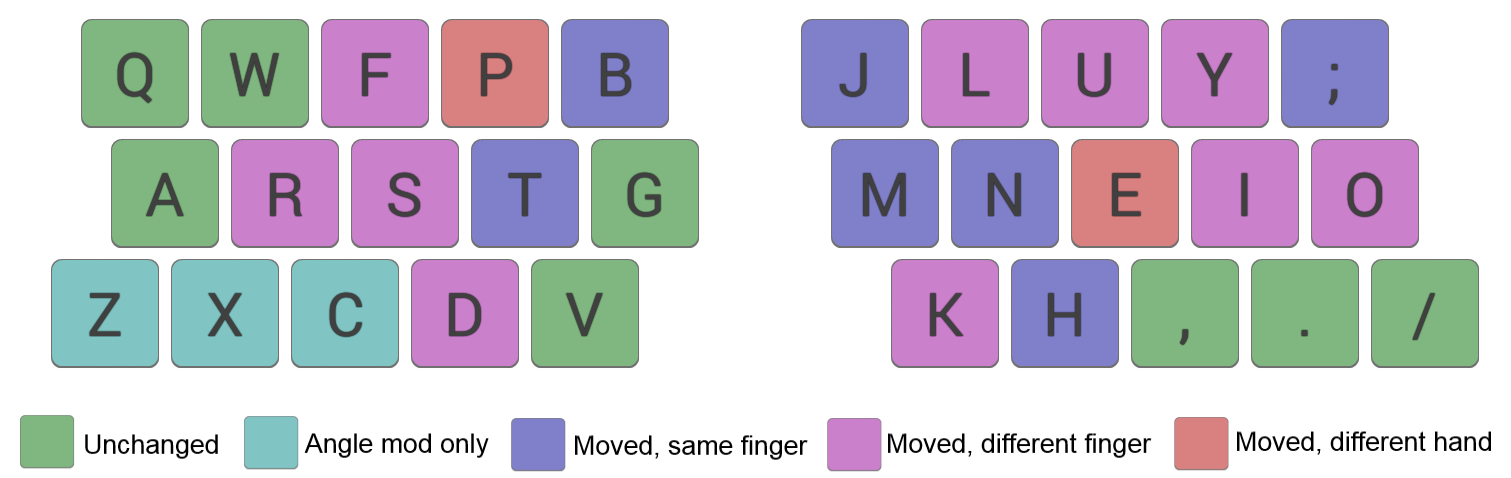 Q W F P B J L U Y ;
A R S T G M N E I O
Z X C D V K H , . /
Unchanged Angle mod only Moved, same finger Moved, different finger Moved, different hand